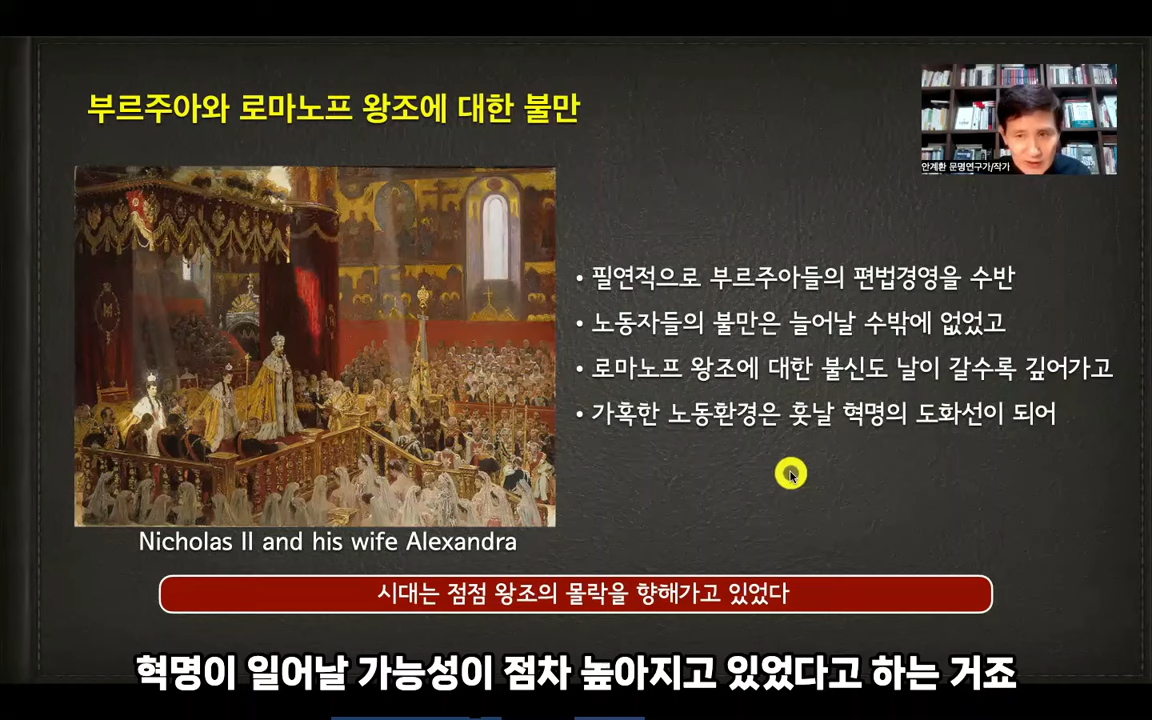 부르주아와 로마노프 왕조에 대한 불만
안계환 문명연구가/작가
• 필연적으로 부르주아들의 편법경영을 수반
• 노동자들의 불만은 늘어날 수밖에 없었고
• 로마노프 왕조에 대한 불신도 날이 갈수록 깊어가고
• 가혹한 노동환경은 훗날 혁명의 도화선이 되어
Nicholas II and his wife Alexandra
시대는 점점 왕조의 몰락을 향해가고 있었다
혁명이 일어날 가능성이 점차 높아지고 있었다고 하는 거죠